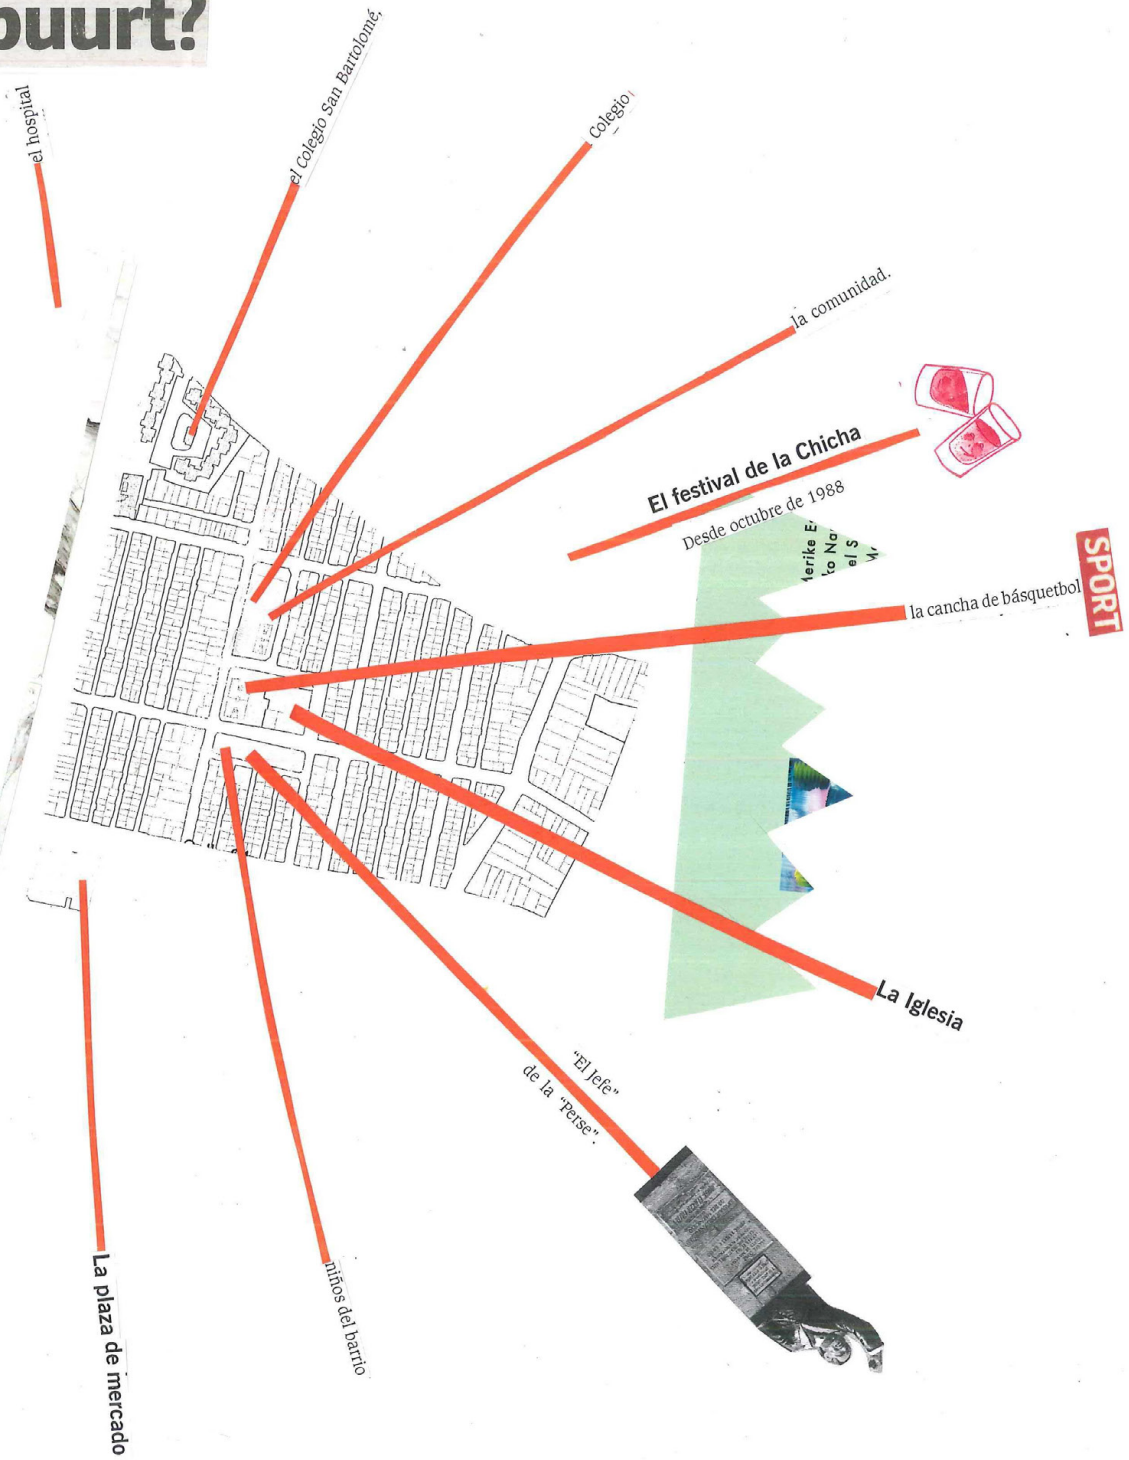 buurt?
el hospital
el Colegio San Bartolomé,
Colegio
la comunidad.
El festival de la Chicha
Desde octubre de 1988
la cancha de básquetbol
SPORT
La Iglesia
"El Jefe"
de la "Perse".
niños del barrio
La plaza de mercado